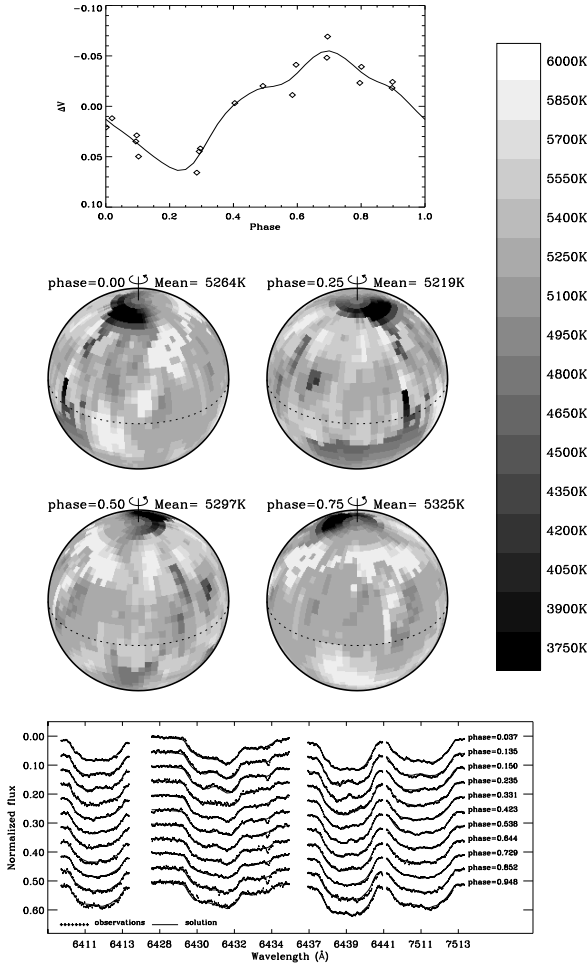 -0.10
-0.05
0.00
0.05
0.10
ΔV
0.0 0.2 0.4 0.6 0.8 1.0
Phase
6000K
5850K
5700K
5550K
5400K
5250K
5100K
4950K
4800K
4650K
4500K
4350K
4200K
4050K
3900K
3750K
phase=0.00 Mean= 5264K
phase=0.25 Mean= 5219K
phase=0.50 Mean= 5297K
phase=0.75 Mean= 5325K
0.00
0.10
0.20
0.30
0.40
0.50
0.60
Normalized flux
phase=0.037
phase=0.135
phase=0.150
phase=0.235
phase=0.331
phase=0.423
phase=0.538
phase=0.644
phase=0.729
phase=0.852
phase=0.948
observations solution
6411 6413 6428 6430 6432 6434 6437 6439 6441 7511 7513
Wavelength (Å)